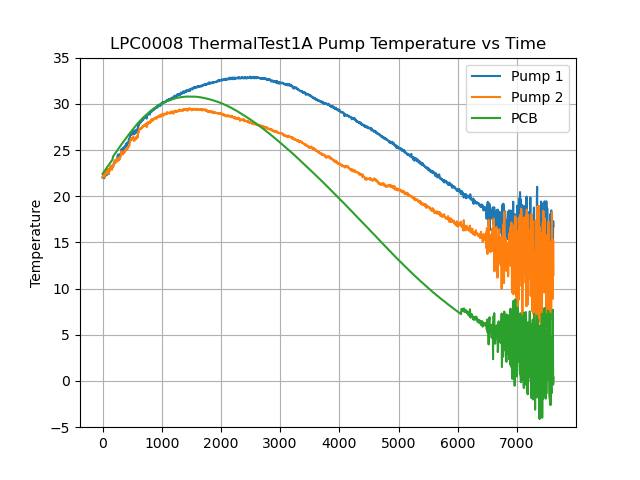 LPC0008 ThermalTest1A Pump Temperature vs Time
Pump 1
Pump 2
PCB
Temperature
35
30
25
20
15
10
5
0
−5
0 1000 2000 3000 4000 5000 6000 7000